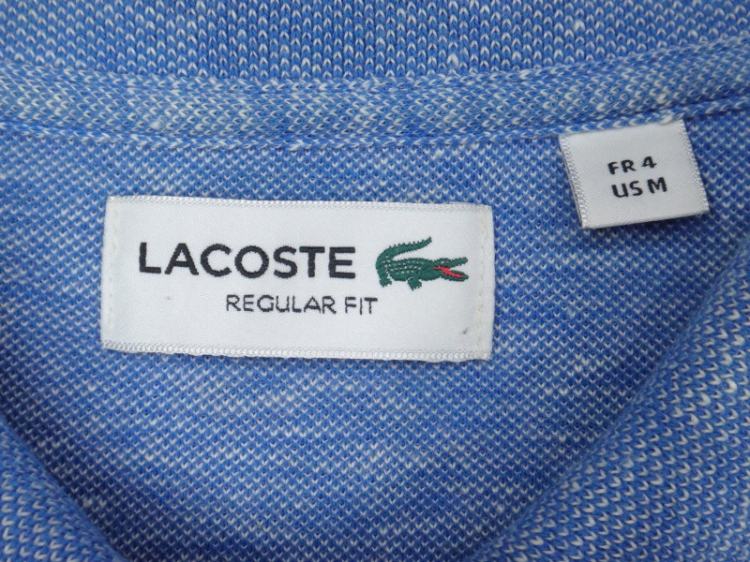 LACOSTE
REGULAR FIT
FR 4
US M